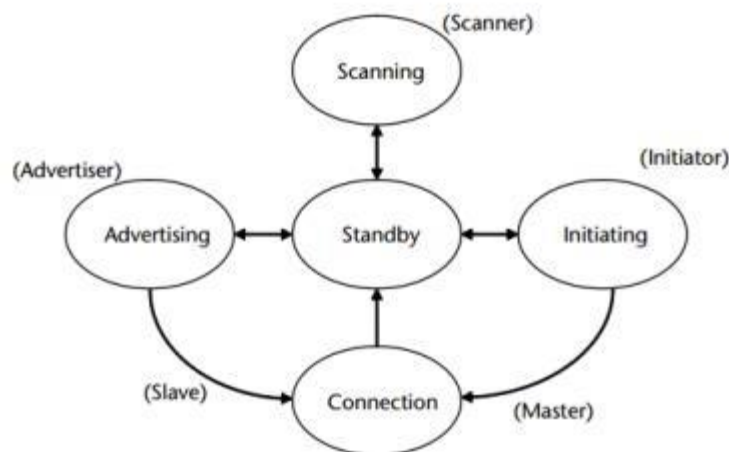 (Scanner)
Scanning
(Advertiser)
(Initiator)
Advertising
Standby
Initiating
(Slave)
Connection
(Master)